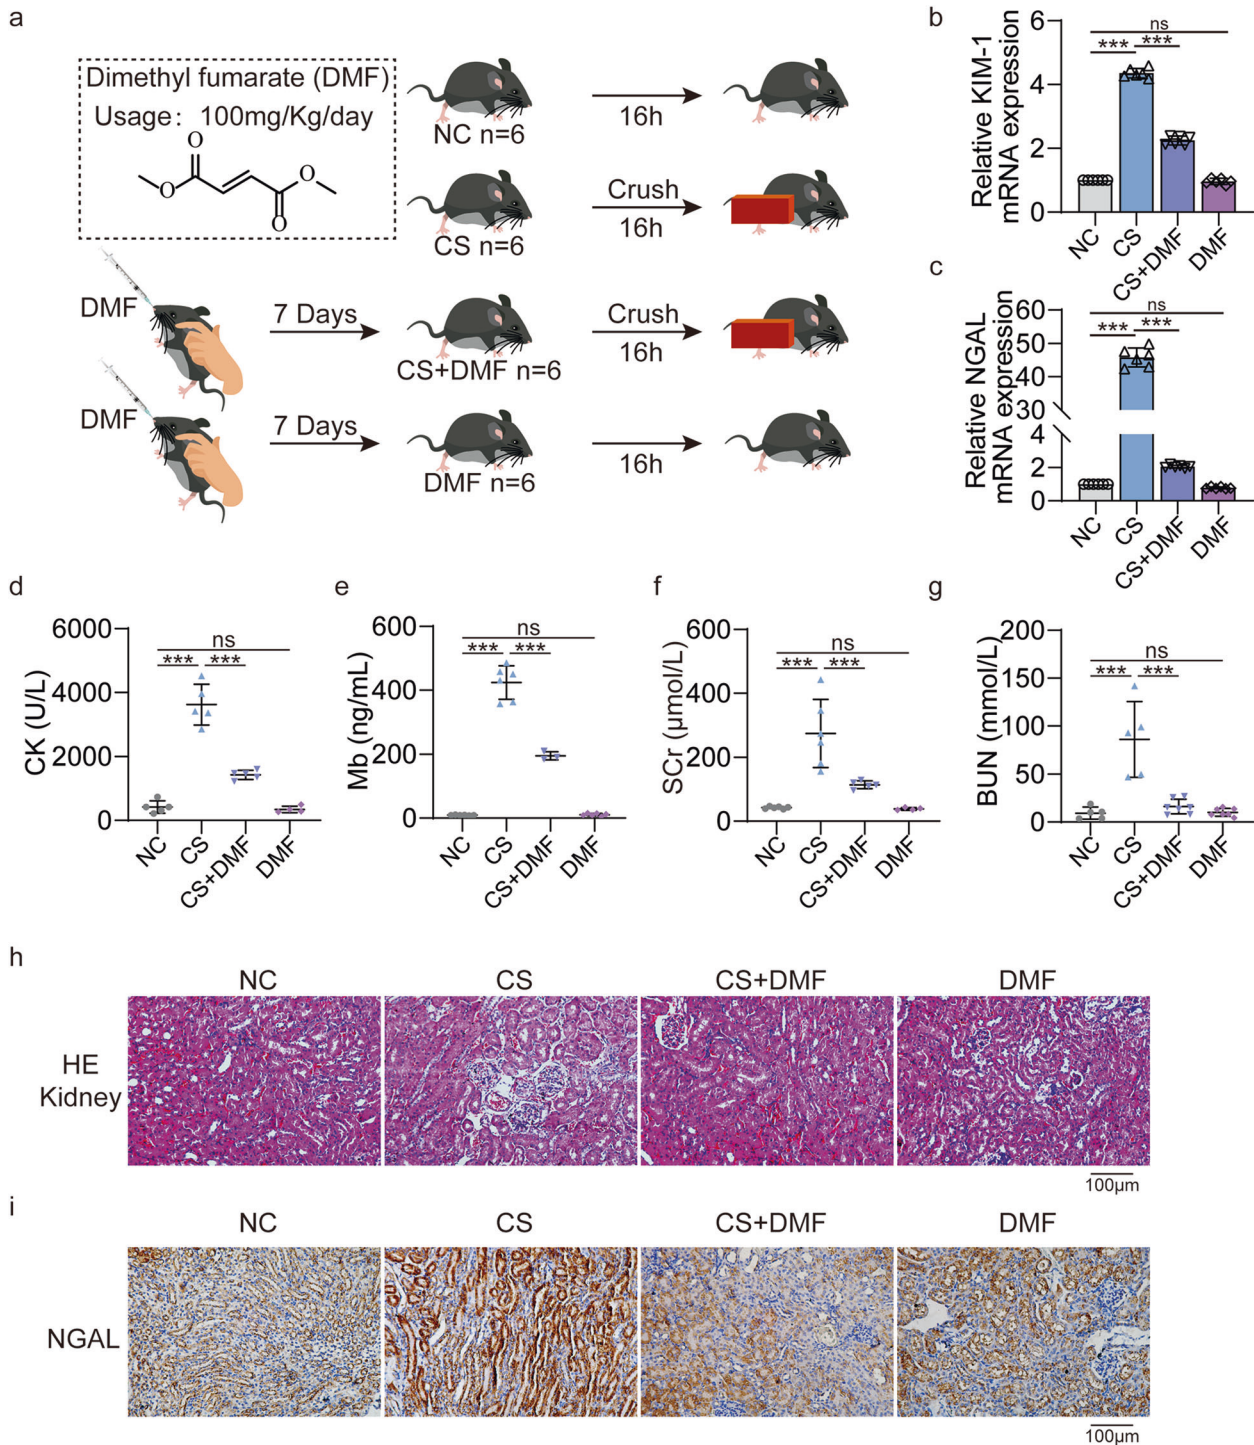 a
Dimethyl fumarate (DMF)
Usage: 100mg/Kg/day
O
O
O
O
NC n=6
16h
CS n=6
Crush
16h
DMF
7 Days
CS+DMF n=6
Crush
16h
DMF
7 Days
DMF n=6
16h
b
Relative KIM-1
mRNA expression
6
4
2
0
ns
*** ***
NC
CS
CS+DMF
DMF
c
Relative NGAL
mRNA expression
60
50
40
30
4
2
0
ns
*** ***
NC
CS
CS+DMF
DMF
d
CK (U/L)
6000
4000
2000
0
ns
*** ***
NC
CS
CS+DMF
DMF
e
Mb (ng/mL)
600
400
200
0
ns
*** ***
NC
CS
CS+DMF
DMF
f
SCr (μmol/L)
600
400
200
0
ns
*** ***
NC
CS
CS+DMF
DMF
g
BUN (mmol/L)
200
150
100
50
0
ns
*** ***
NC
CS
CS+DMF
DMF
h
NC CS CS+DMF DMF
HE
Kidney
100μm
i
NC CS CS+DMF DMF
NGAL
100μm